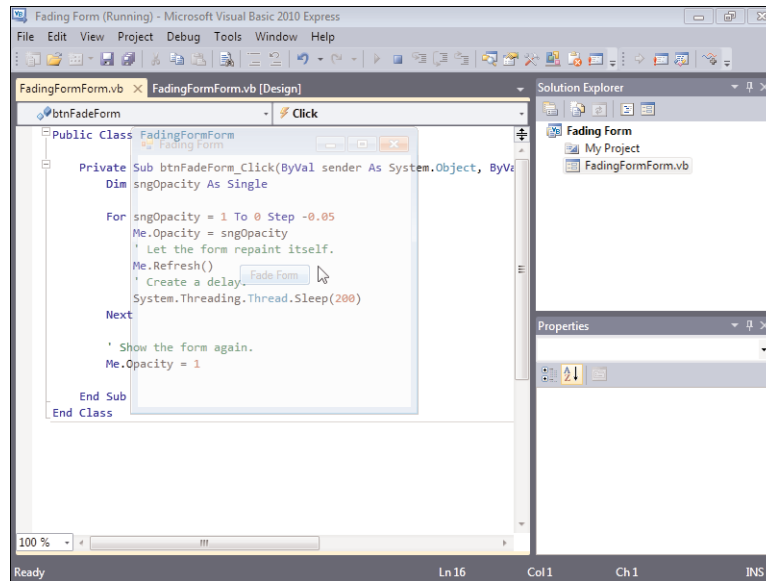 Fading Form (Running) - Microsoft Visual Basic 2010 Express
File Edit View Project Debug Tools Window Help
FadingFormForm.vb FadingFormForm.vb [Design]
btnFadeForm
Click
Public Class FadingFormForm
Fading Form
Private Sub btnFadeForm_Click(ByVal sender As System.Object, ByVa
Dim sngOpacity As Single
For sngOpacity = 1 To 0 Step -0.05
Me.Opacity = sngOpacity
' Let the form repaint itself.
Me.Refresh()
Fade Form
' Create a delay.
System.Threading.Thread.Sleep(200)
Next
' Show the form again.
Me.Opacity = 1
End Sub
End Class
100 %
Solution Explorer
Fading Form
My Project
FadingFormForm.vb
Properties
Ready
Ln 16
Col 1
Ch 1
INS